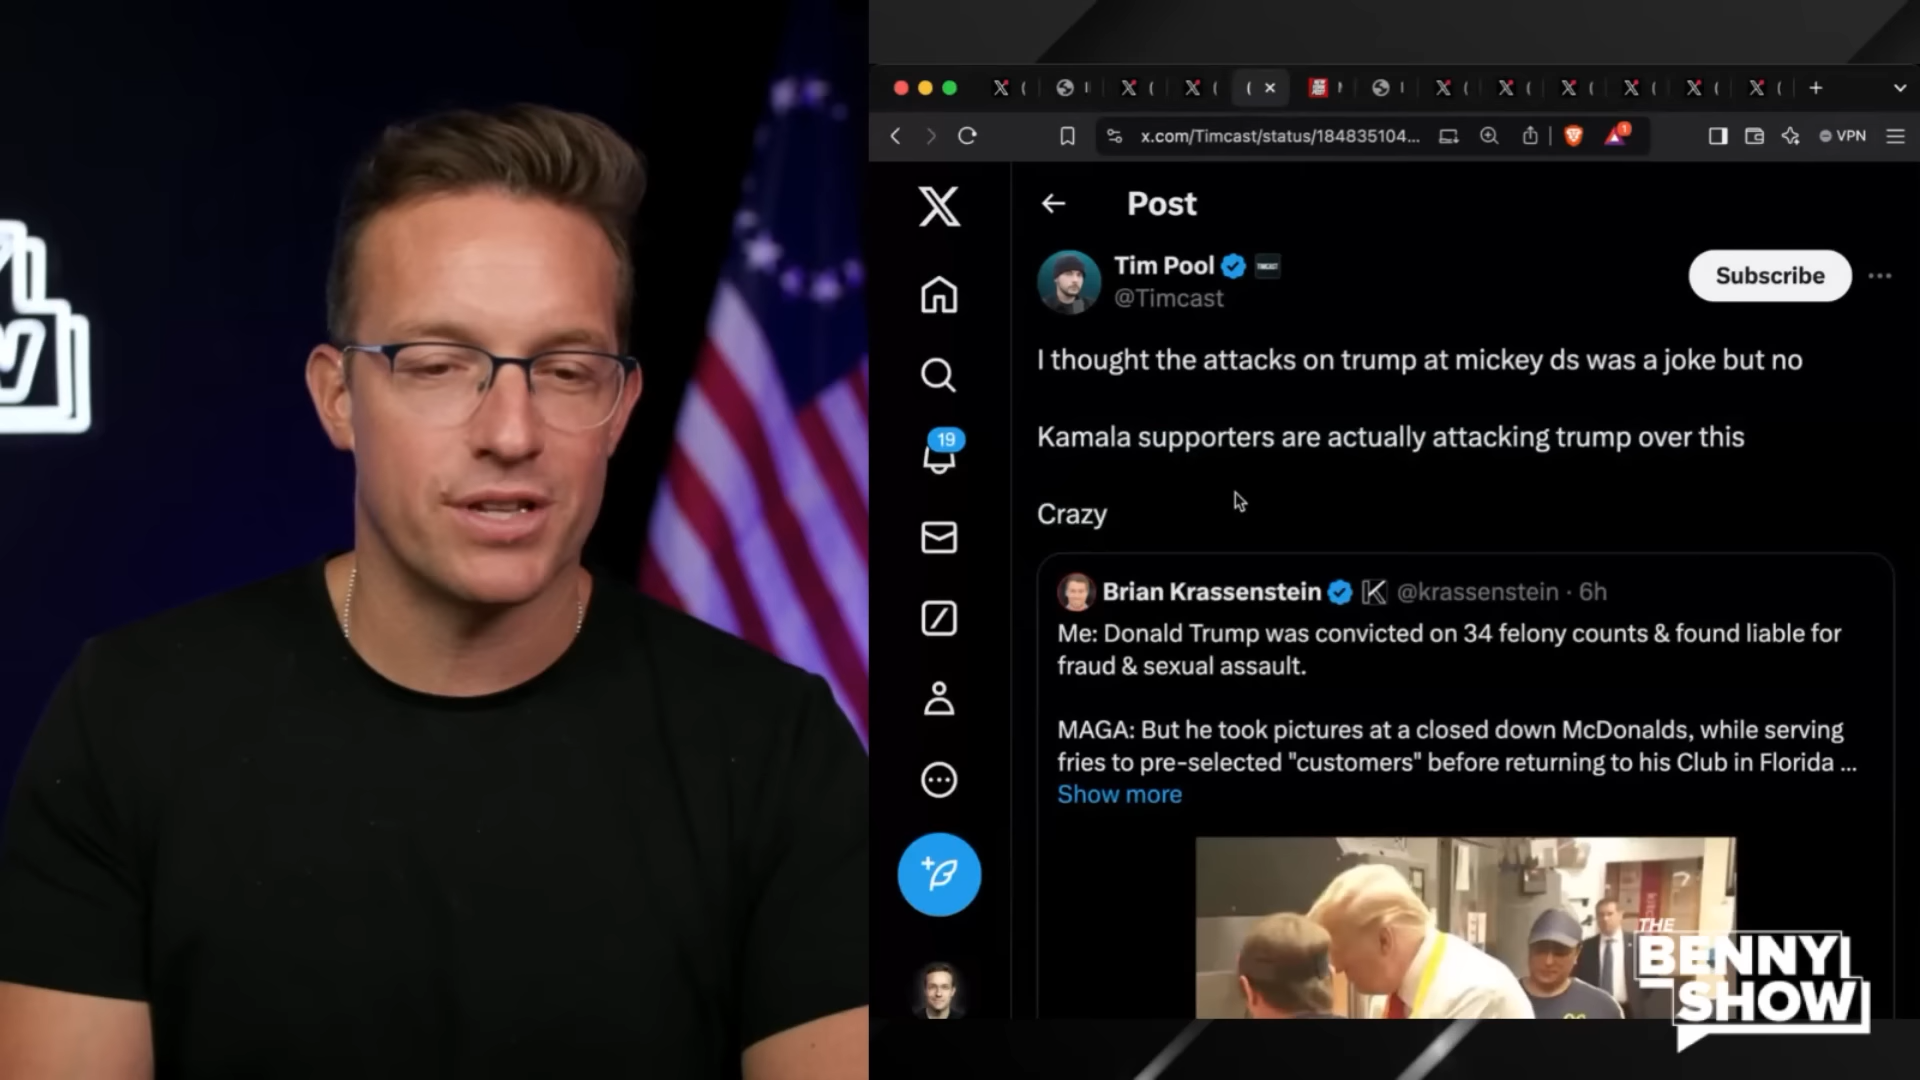 x.com/Timcast/status/184835104...
1
VPN
Post
Tim Pool
@Timcast
Subscribe
I thought the attacks on trump at mickey ds was a joke but no
Kamala supporters are actually attacking trump over this
Crazy
19
Brian Krassenstein @krassenstein · 6h
Me: Donald Trump was convicted on 34 felony counts & found liable for
fraud & sexual assault.
MAGA: But he took pictures at a closed down McDonalds, while serving
fries to pre-selected "customers" before returning to his Club in Florida ...
Show more
THE
BENNY
SHOW